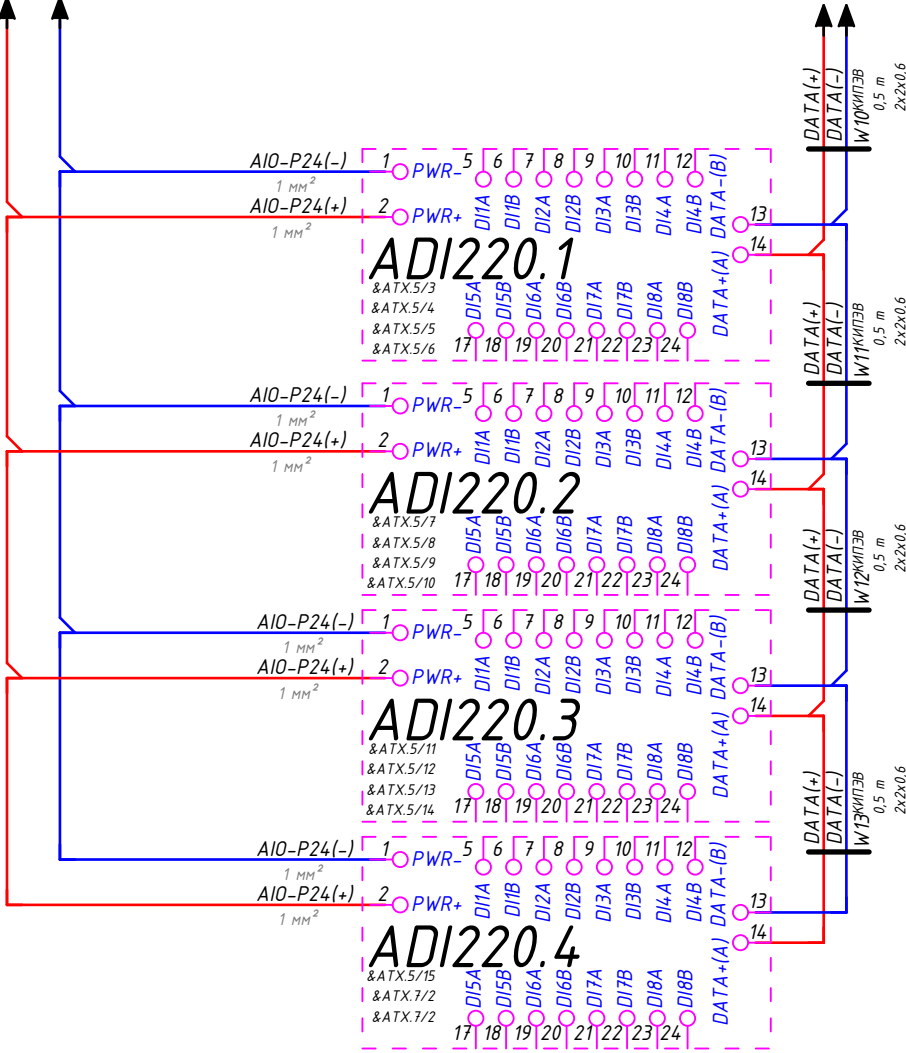 DATA(+)
DATA(-)
W10 КИПЭВ
0,5 m
2x2x0.6
AIO-P24(-)
1 мм²
AIO-P24(+)
1 мм²
1 PWR-
2 PWR+
5 6 7 8 9 10 11 12
DI1A DI1B DI2A DI2B DI3A DI3B DI4A DI4B
DATA-(B) 13
DATA+(A) 14
ADI220.1
&ATX.5/3
&ATX.5/4
&ATX.5/5
&ATX.5/6
DI5A DI5B DI6A DI6B DI7A DI7B DI8A DI8B
17 18 19 20 21 22 23 24
DATA(+)
DATA(-)
W11 КИПЭВ
0,5 m
2x2x0.6
AIO-P24(-)
1 мм²
AIO-P24(+)
1 мм²
1 PWR-
2 PWR+
5 6 7 8 9 10 11 12
DI1A DI1B DI2A DI2B DI3A DI3B DI4A DI4B
DATA-(B) 13
DATA+(A) 14
ADI220.2
&ATX.5/7
&ATX.5/8
&ATX.5/9
&ATX.5/10
DI5A DI5B DI6A DI6B DI7A DI7B DI8A DI8B
17 18 19 20 21 22 23 24
DATA(+)
DATA(-)
W12 КИПЭВ
0,5 m
2x2x0.6
AIO-P24(-)
1 мм²
AIO-P24(+)
1 мм²
1 PWR-
2 PWR+
5 6 7 8 9 10 11 12
DI1A DI1B DI2A DI2B DI3A DI3B DI4A DI4B
DATA-(B) 13
DATA+(A) 14
ADI220.3
&ATX.5/11
&ATX.5/12
&ATX.5/13
&ATX.5/14
DI5A DI5B DI6A DI6B DI7A DI7B DI8A DI8B
17 18 19 20 21 22 23 24
DATA(+)
DATA(-)
W13 КИПЭВ
0,5 m
2x2x0.6
AIO-P24(-)
1 мм²
AIO-P24(+)
1 мм²
1 PWR-
2 PWR+
5 6 7 8 9 10 11 12
DI1A DI1B DI2A DI2B DI3A DI3B DI4A DI4B
DATA-(B) 13
DATA+(A) 14
ADI220.4
&ATX.5/15
&ATX.7/2
&ATX.7/2
DI5A DI5B DI6A DI6B DI7A DI7B DI8A DI8B
17 18 19 20 21 22 23 24